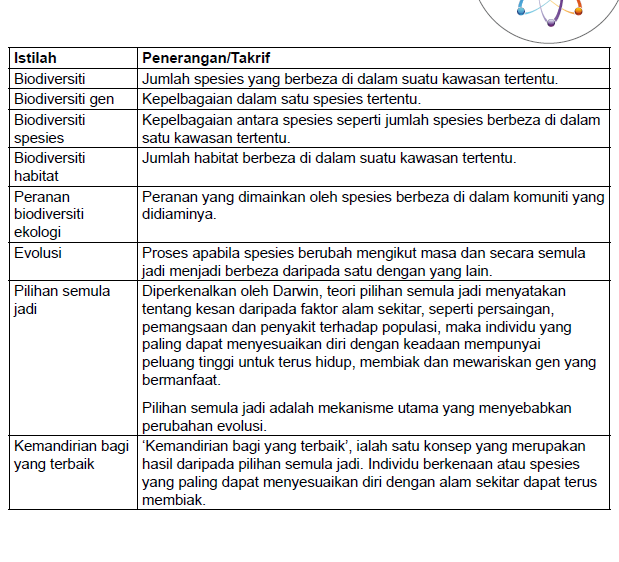 Istilah Penerangan/Takrif
Biodiversiti Jumlah spesies yang berbeza di dalam suatu kawasan tertentu.
Biodiversiti gen Kepelbagaian dalam satu spesies tertentu.
Biodiversiti spesies Kepelbagaian antara spesies seperti jumlah spesies berbeza di dalam
satu kawasan tertentu.
Biodiversiti habitat Jumlah habitat berbeza di dalam suatu kawasan tertentu.
Peranan biodiversiti ekologi Peranan yang dimainkan oleh spesies berbeza di dalam komuniti yang
didiaminya.
Evolusi Proses apabila spesies berubah mengikut masa dan secara semula
jadi menjadi berbeza daripada satu dengan yang lain.
Pilihan semula jadi Diperkenalkan oleh Darwin, teori pilihan semula jadi menyatakan
tentang kesan daripada faktor alam sekitar, seperti persaingan,
pemangsaan dan penyakit terhadap populasi, maka individu yang
paling dapat menyesuaikan diri dengan keadaan mempunyai
peluang tinggi untuk terus hidup, membiak dan mewariskan gen yang
bermanfaat.
Pilihan semula jadi adalah mekanisme utama yang menyebabkan
perubahan evolusi.
Kemandirian bagi yang terbaik ‘Kemandirian bagi yang terbaik’, ialah satu konsep yang merupakan
hasil daripada pilihan semula jadi. Individu berkenaan atau spesies
yang paling dapat menyesuaikan diri dengan alam sekitar dapat terus
membiak.